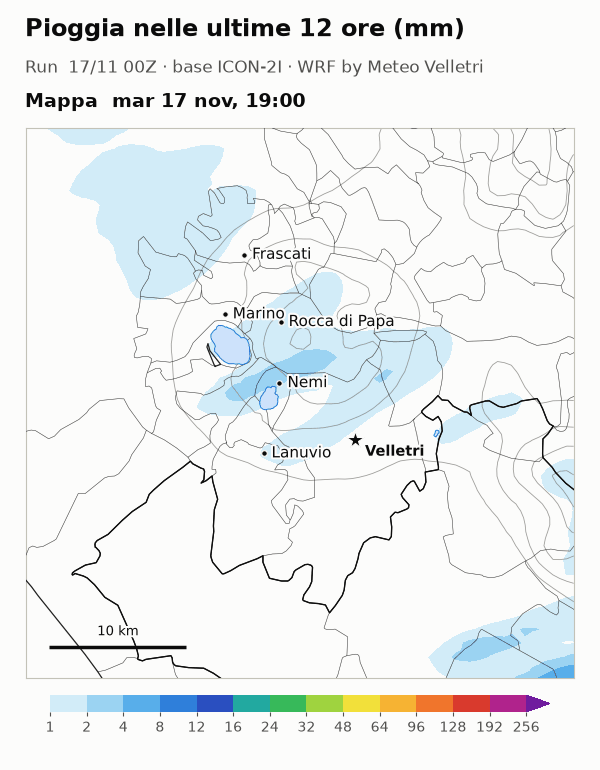 Pioggia nelle ultime 12 ore (mm)
Run  17/11 00Z · base ICON-2I · WRF by Meteo Velletri
Mappa  mar 17 nov, 19:00
Frascati
Marino
Rocca di Papa
Nemi
Velletri
Lanuvio
10 km
1 2 4 8 12 16 24 32 48 64 96 128 192 256